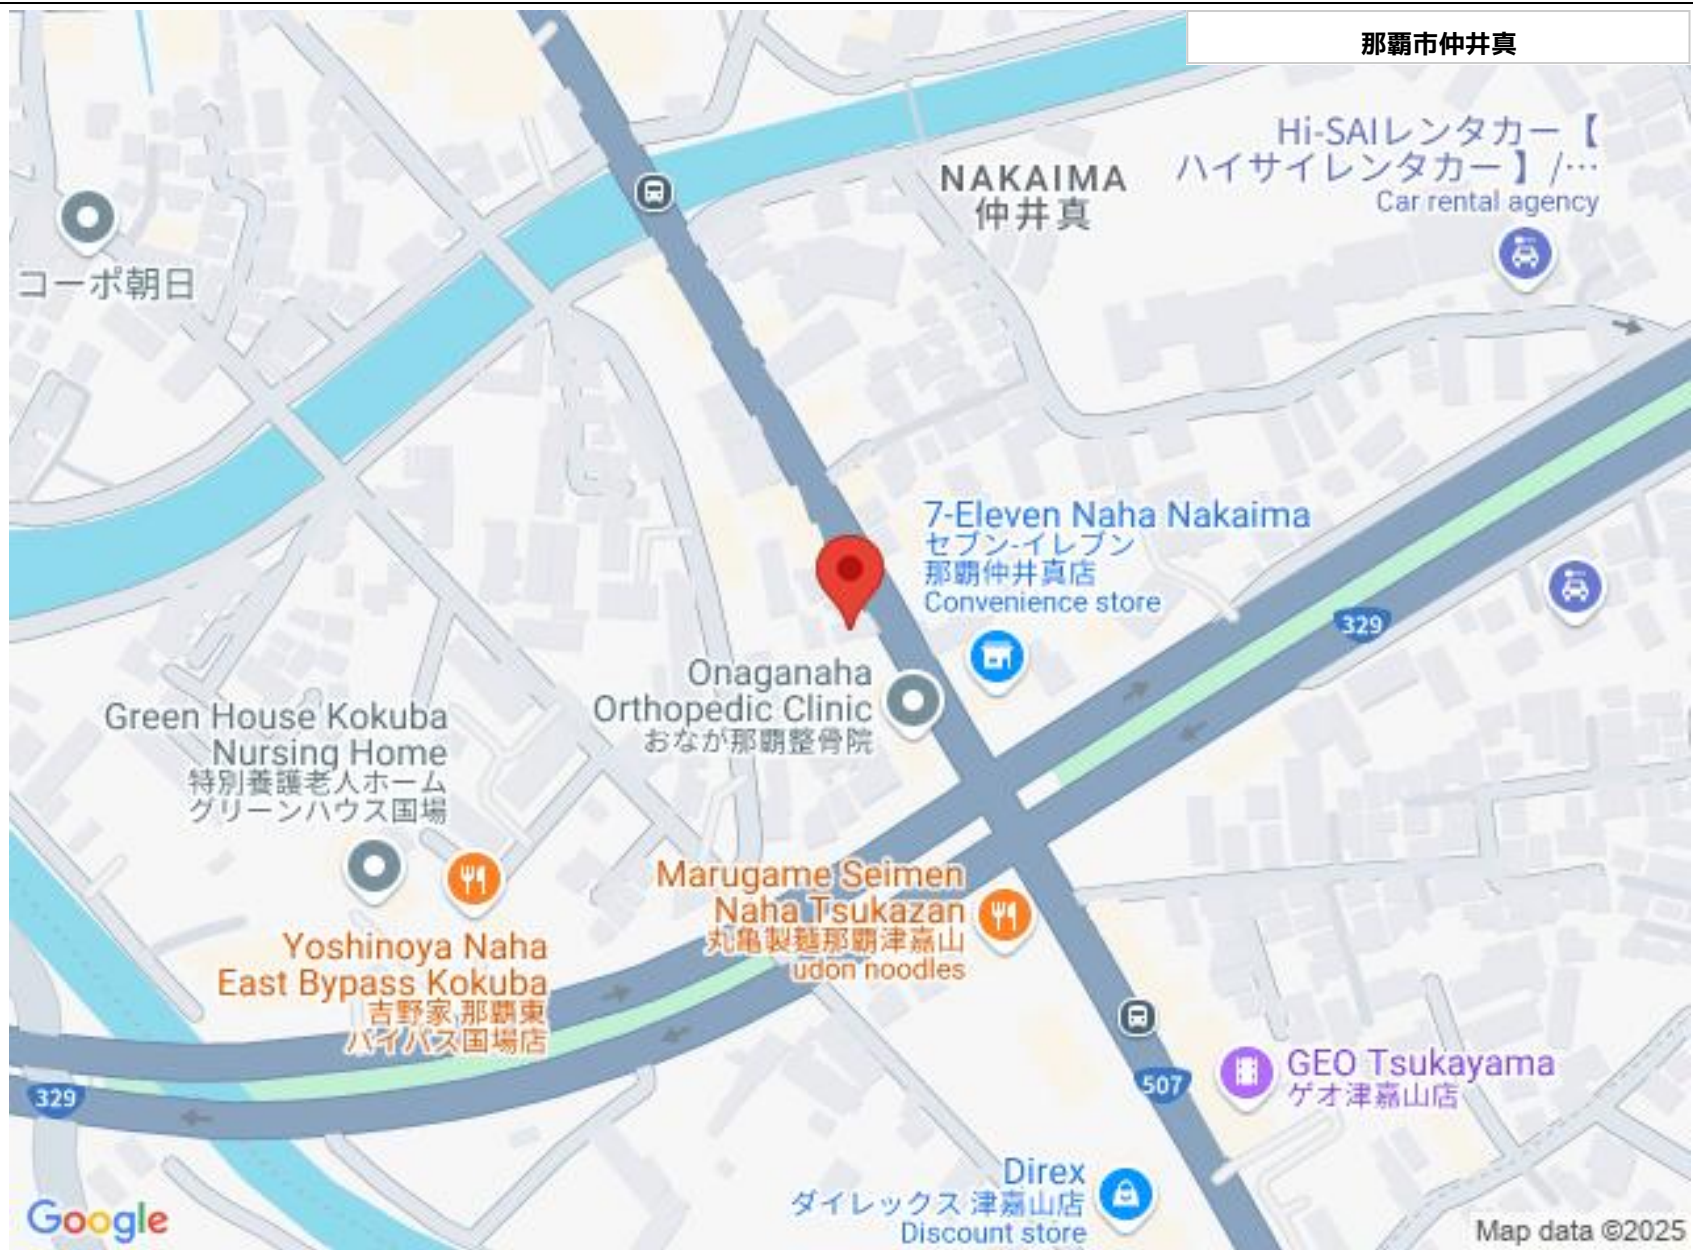 那覇市仲井真
Hi-SAIレンタカー【
ハイサイレンタカー】/…
Car rental agency
NAKAIMA
仲井真
コーポ朝日
7-Eleven Naha Nakaima
セブン-イレブン
那覇仲井真店
Convenience store
329
Onaganaha
Orthopedic Clinic
おなが那覇整骨院
Green House Kokuba
Nursing Home
特別養護老人ホーム
グリーンハウス国場
Marugame Seimen
Naha Tsukazan
丸亀製麺那覇津嘉山
udon noodles
Yoshinoya Naha
East Bypass Kokuba
吉野家 那覇東
バイパス国場店
329
507
GEO Tsukayama
ゲオ津嘉山店
Direx
ダイレックス 津嘉山店
Discount store
Google
Map data ©2025